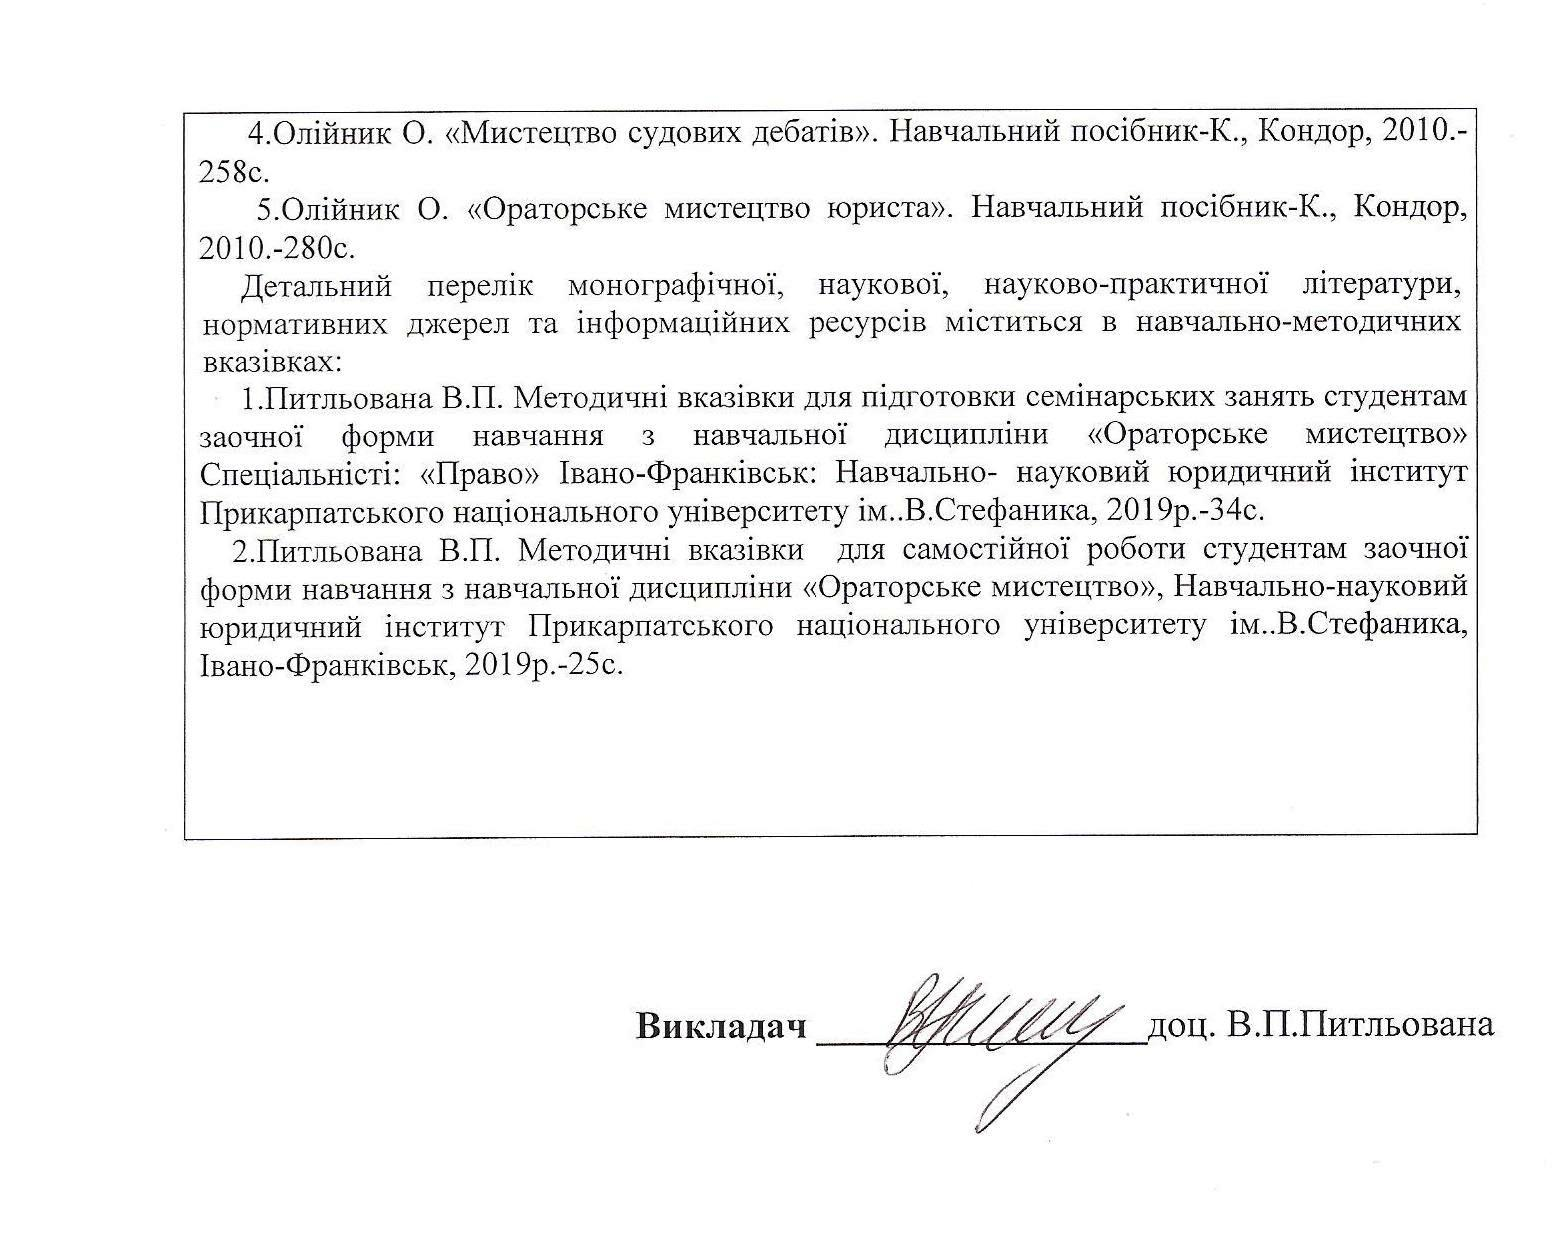 4.Олійник О. «Мистецтво судових дебатів». Навчальний посібник-К., Кондор, 2010.-
258с.
5.Олійник О. «Ораторське мистецтво юриста». Навчальний посібник-К., Кондор,
2010.-280с.
Детальний перелік монографічної, наукової, науково-практичної літератури,
нормативних джерел та інформаційних ресурсів міститься в навчально-методичних
вказівках:
1.Питльована В.П. Методичні вказівки для підготовки семінарських занять студентам
заочної форми навчання з навчальної дисципліни «Ораторське мистецтво»
Спеціальністі: «Право» Івано-Франківськ: Навчально- науковий юридичний інститут
Прикарпатського національного університету ім..В.Стефаника, 2019р.-34с.
2.Питльована В.П. Методичні вказівки для самостійної роботи студентам заочної
форми навчання з навчальної дисципліни «Ораторське мистецтво», Навчально-науковий
юридичний інститут Прикарпатського національного університету ім..В.Стефаника,
Івано-Франківськ, 2019р.-25с.
Викладач доц. В.П.Питльована